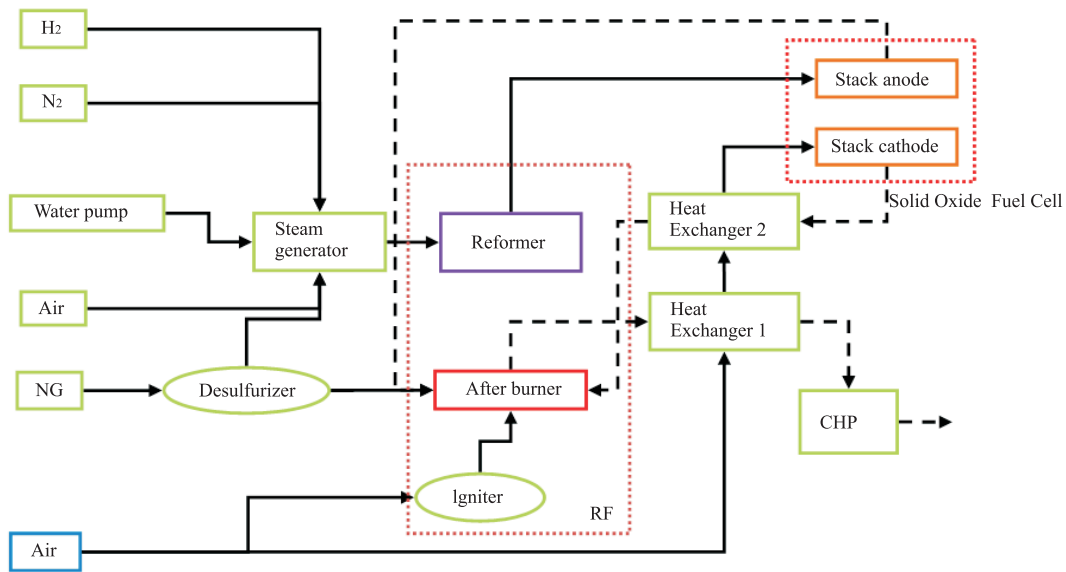 H2
N2
Stack anode
Stack cathode
Solid Oxide Fuel Cell
Water pump
Steam
generator
Reformer
Heat
Exchanger 2
Air
Heat
Exchanger 1
NG
Desulfurizer
After burner
CHP
lgniter
RF
Air